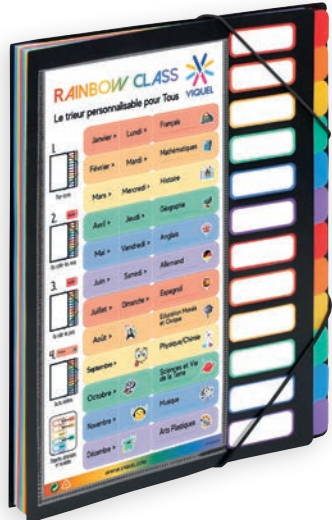 RAINBOW CLASS
VIQUEL
Le trieur personnalisable pour Tous
1.
2.
3.
4.
Janvier > Lundi > Français
Février > Mardi > Mathématiques
Mars > Mercredi > Histoire
Avril > Jeudi > Géographie
Mai > Vendredi > Anglais
Juin > Samedi > Allemand
Juillet > Dimanche > Espagnol
Août > Education Morale
et Civique
Septembre > Physique/Chimie
Octobre > Sciences et Vie
de la Terre
Novembre > Musique
Décembre > Arts Plastiques
WWW.VIQUEL.COM